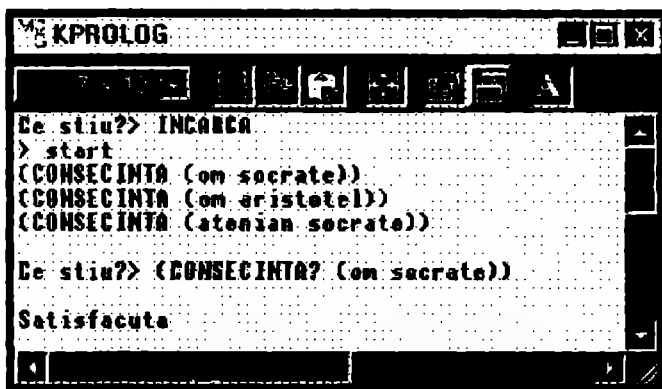 KPROLOG
Ce stiu?> INCARCA
> start
(CONSECINTA (om socrate))
(CONSECINTA (om aristotel))
(CONSECINTA (atenian socrate))
Ce stiu?> (CONSECINTA? (om socrate))
Satisfacuta